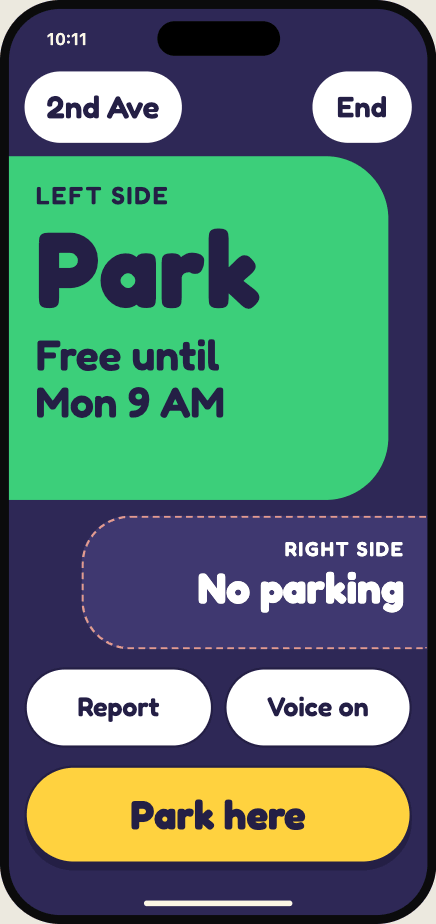 10:11
2nd Ave
End
LEFT SIDE
Park
Free until
Mon 9 AM
RIGHT SIDE
No parking
Report
Voice on
Park here